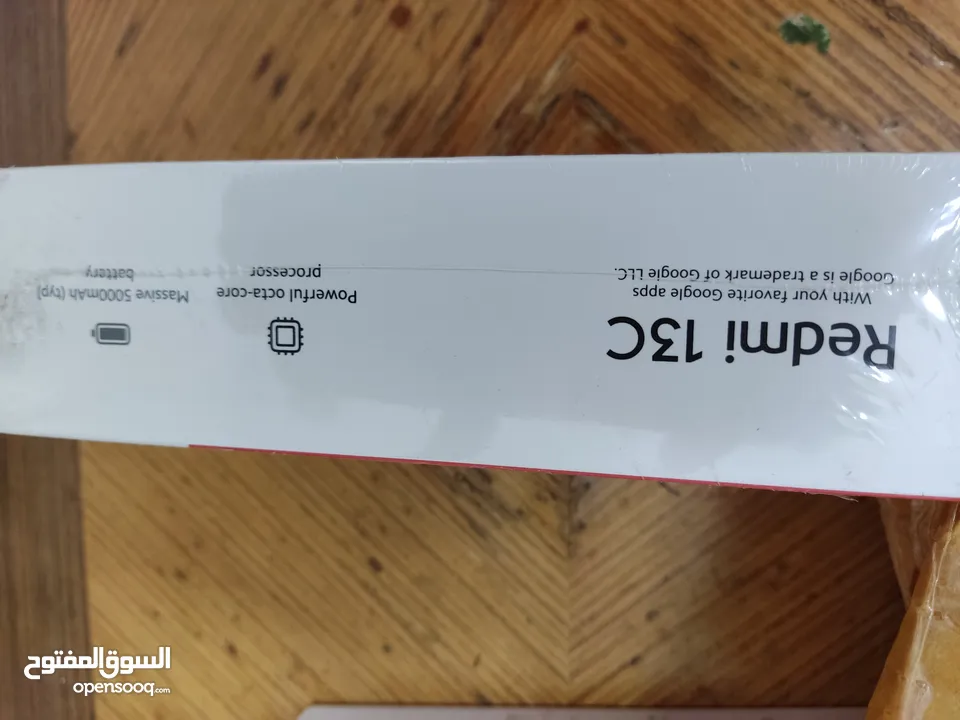 Redmi 13C
With your favorite Google apps
Google is a trademark of Google LLC.
Powerful octa-core
processor
Massive 5000mAh (typ)
battery
السوق المفتوح
opensooq.com